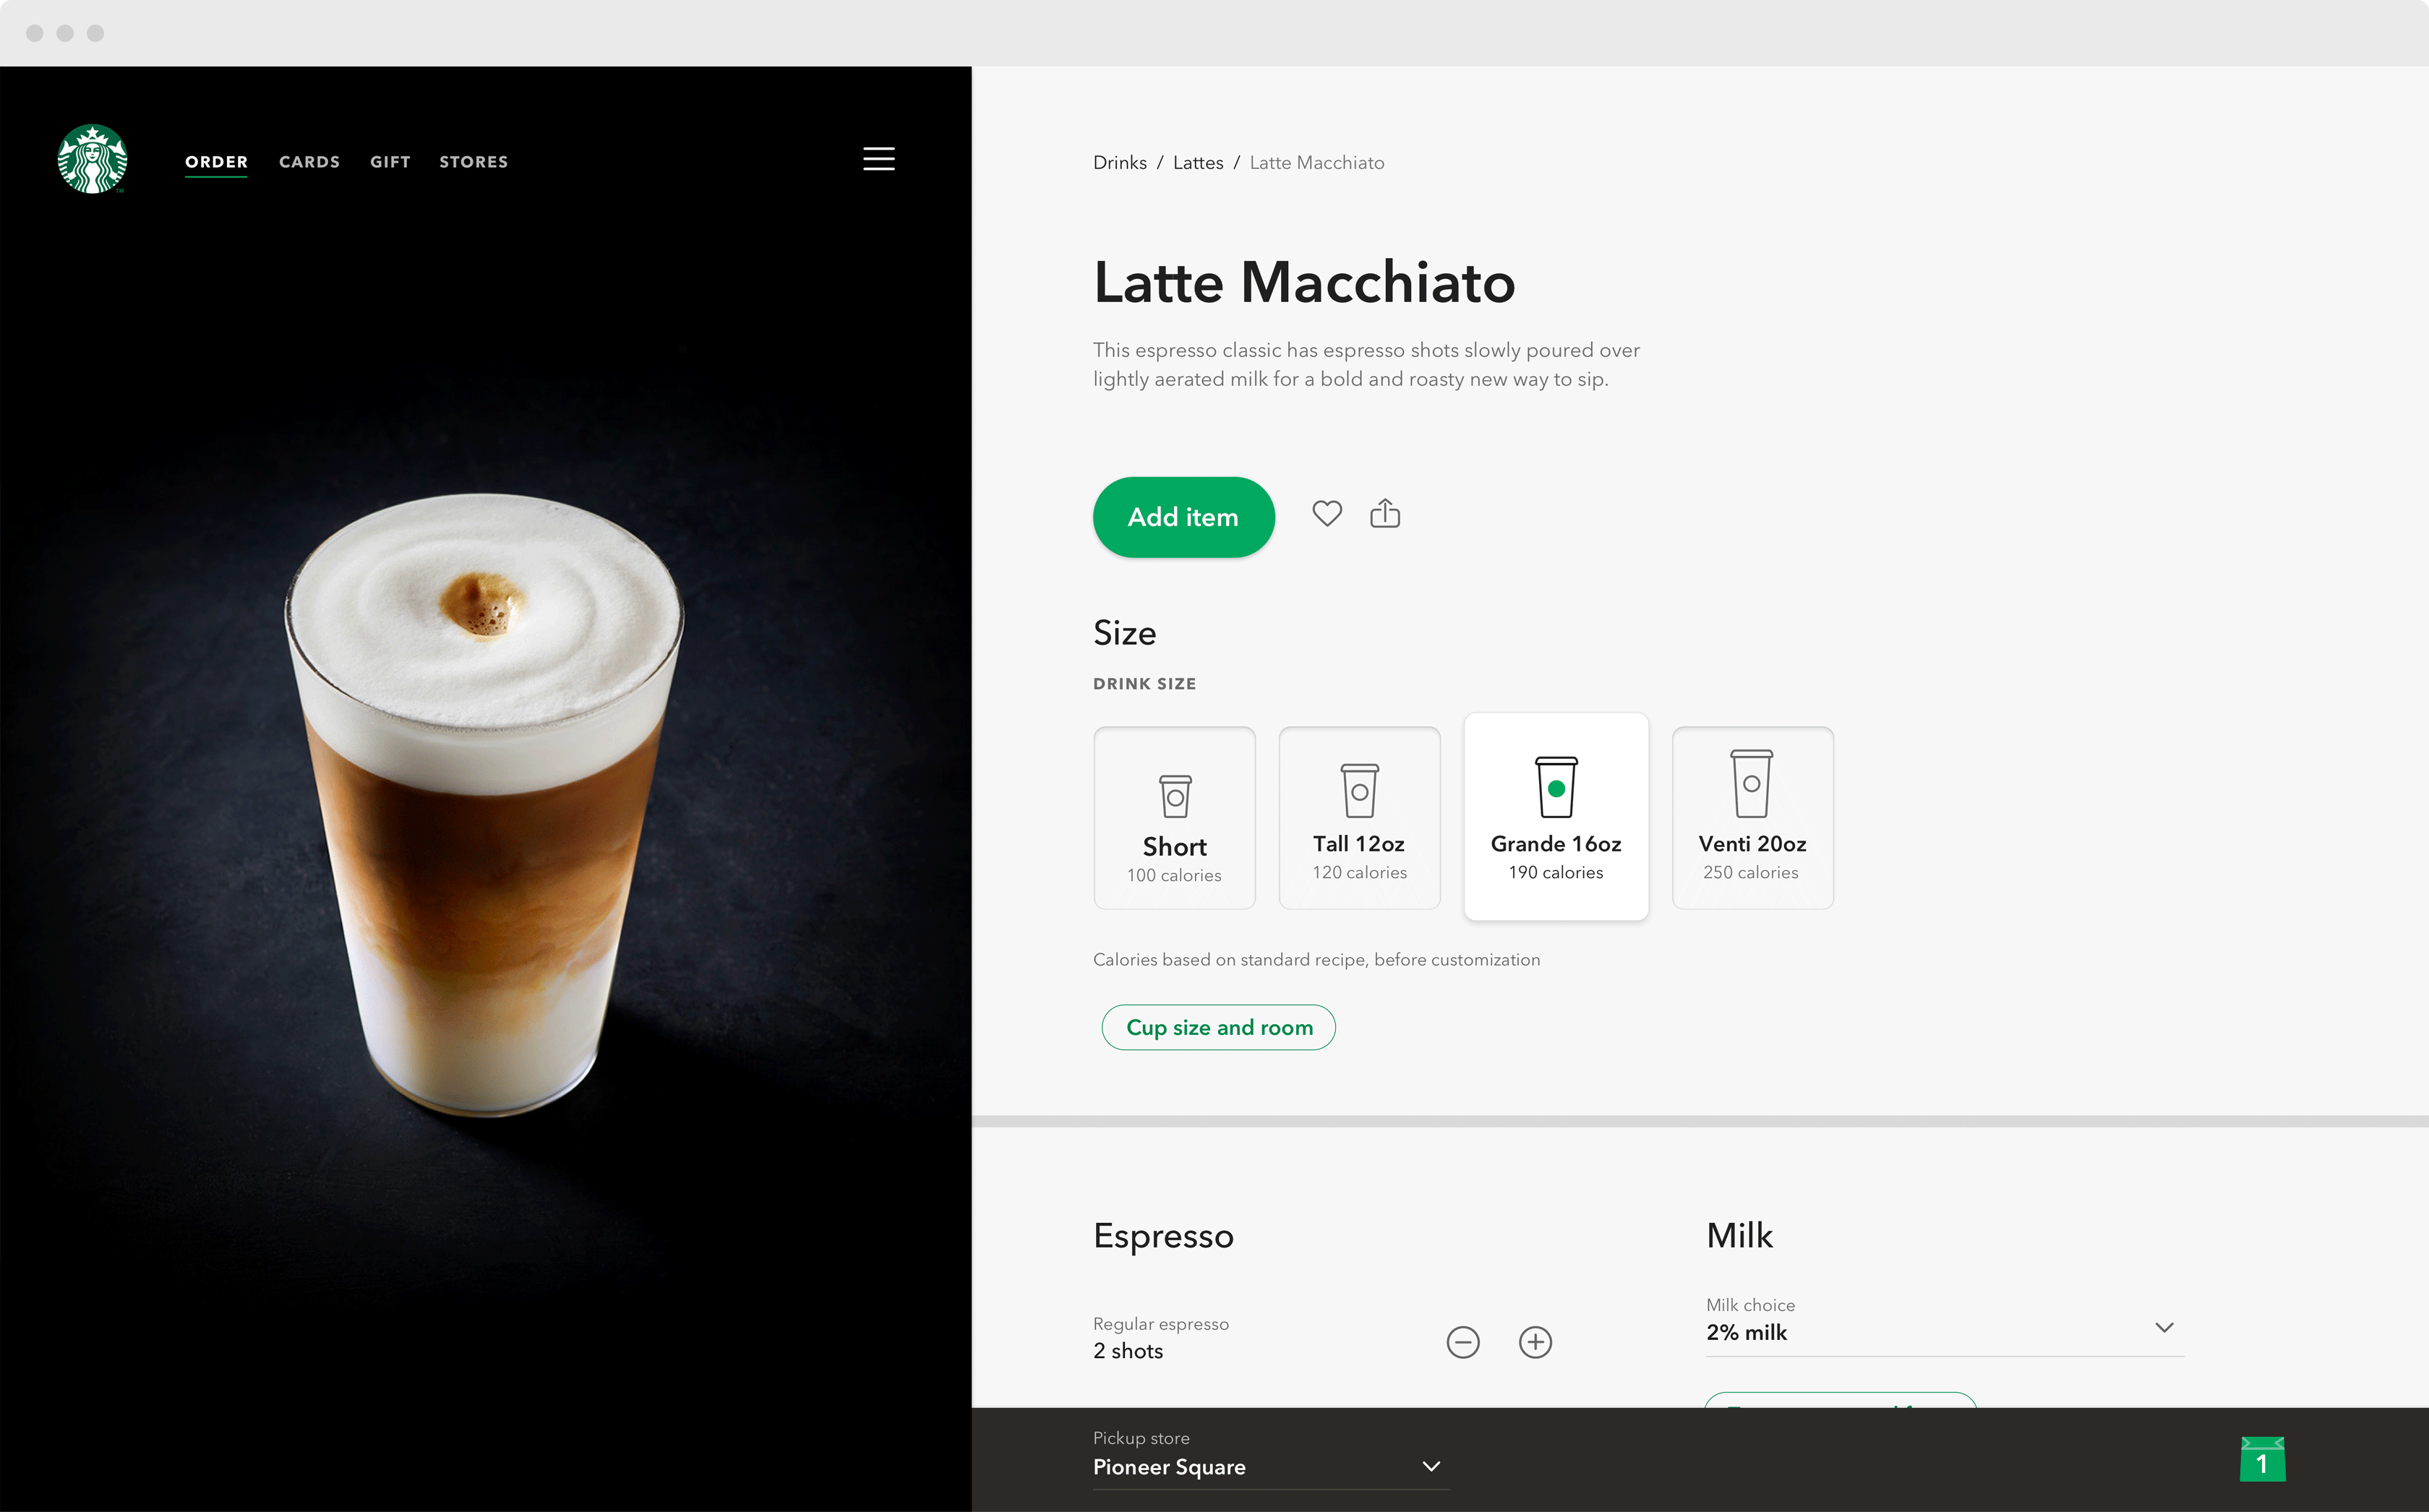 ORDER CARDS GIFT STORES
Drinks / Lattes / Latte Macchiato
Latte Macchiato
This espresso classic has espresso shots slowly poured over
lightly aerated milk for a bold and roasty new way to sip.
Add item
Size
DRINK SIZE
Short
100 calories
Tall 12oz
120 calories
Grande 16oz
190 calories
Venti 20oz
250 calories
Calories based on standard recipe, before customization
Cup size and room
Espresso
Regular espresso
2 shots
Milk
Milk choice
2% milk
Pickup store
Pioneer Square
1
TM